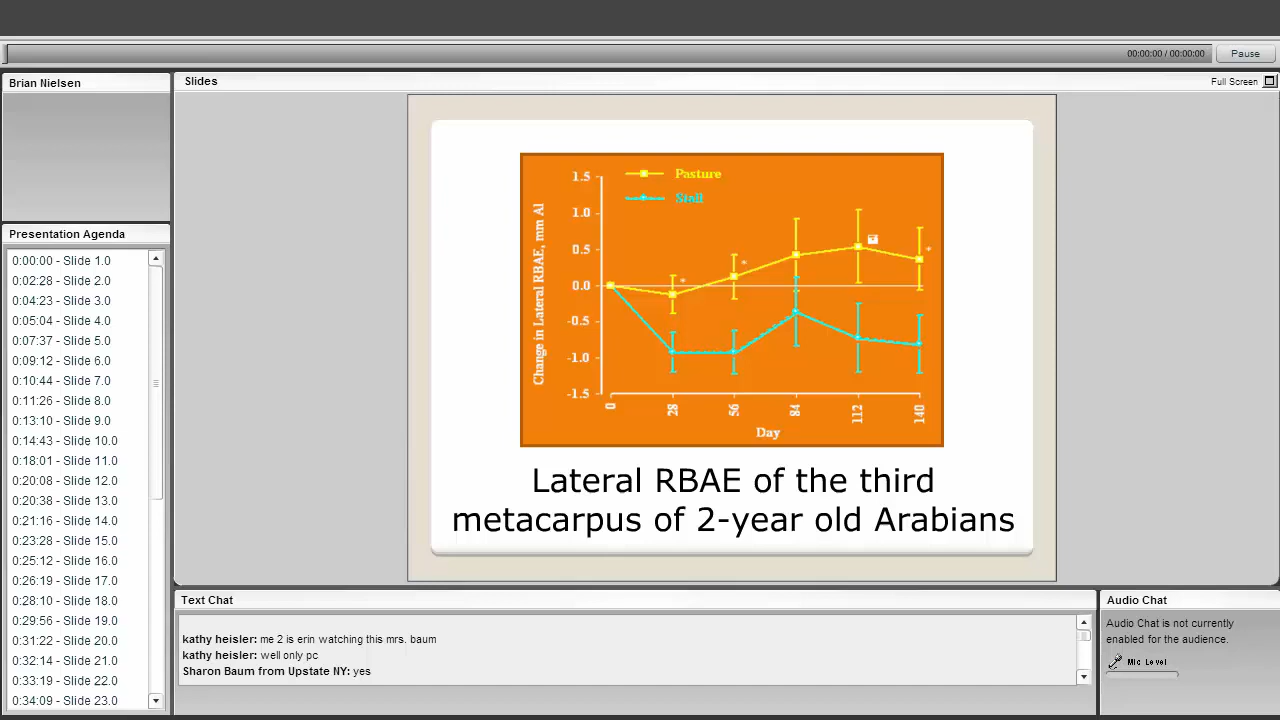 00:00:00 / 00:00:00
Pause
Brian Nielsen
Slides
Full Screen
Presentation Agenda
0:00:00 - Slide 1.0
0:02:28 - Slide 2.0
0:04:23 - Slide 3.0
0:05:04 - Slide 4.0
0:07:37 - Slide 5.0
0:09:12 - Slide 6.0
0:10:44 - Slide 7.0
0:11:26 - Slide 8.0
0:13:10 - Slide 9.0
0:14:43 - Slide 10.0
0:18:01 - Slide 11.0
0:20:08 - Slide 12.0
0:20:38 - Slide 13.0
0:21:16 - Slide 14.0
0:23:28 - Slide 15.0
0:25:12 - Slide 16.0
0:26:19 - Slide 17.0
0:28:10 - Slide 18.0
0:29:56 - Slide 19.0
0:31:22 - Slide 20.0
0:32:14 - Slide 21.0
0:33:19 - Slide 22.0
0:34:09 - Slide 23.0
Pasture
Stall
Change in Lateral RBAE, mm Al
1.5
1.0
0.5
0.0
-0.5
-1.0
-1.5
* * *
0 28 56 84 112 140
Day
Lateral RBAE of the third
metacarpus of 2-year old Arabians
Text Chat
kathy heisler: me 2 is erin watching this mrs. baum
kathy heisler: well only pc
Sharon Baum from Upstate NY: yes
Audio Chat
Audio Chat is not currently
enabled for the audience.
Mic Level